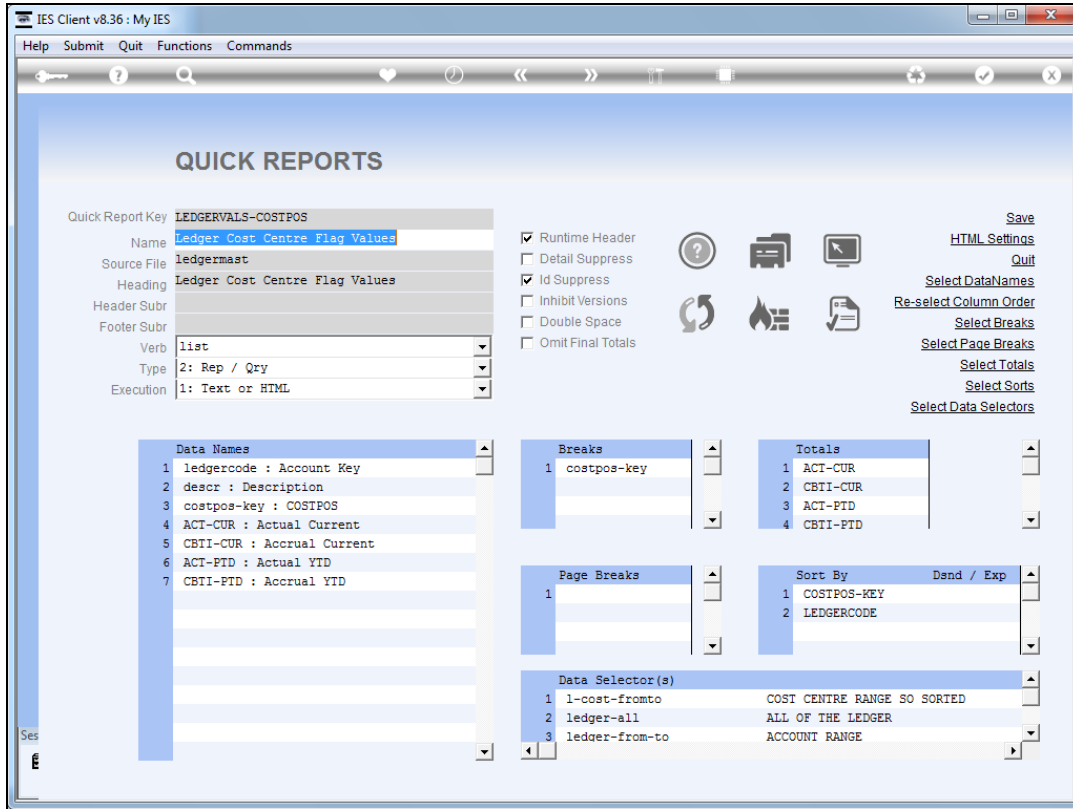 IES Client v8.36 : My IES
Help Submit Quit Functions Commands
QUICK REPORTS
Quick Report Key LEDGERVALS-COSTPOS
Name Ledger Cost Centre Flag Values
Source File ledgermast
Heading Ledger Cost Centre Flag Values
Header Subr
Footer Subr
Verb list
Type 2: Rep / Qry
Execution 1: Text or HTML
Runtime Header
Detail Suppress
Id Suppress
Inhibit Versions
Double Space
Omit Final Totals
Save
HTML Settings
Quit
Select DataNames
Re-select Column Order
Select Breaks
Select Page Breaks
Select Totals
Select Sorts
Select Data Selectors
Data Names
1 ledgercode : Account Key
2 descr : Description
3 costpos-key : COSTPOS
4 ACT-CUR : Actual Current
5 CBTI-CUR : Accrual Current
6 ACT-PTD : Actual YTD
7 CBTI-PTD : Accrual YTD
Breaks
1 costpos-key
Totals
1 ACT-CUR
2 CBTI-CUR
3 ACT-PTD
4 CBTI-PTD
Page Breaks
1
Sort By Dsnd / Exp
1 COSTPOS-KEY
2 LEDGERCODE
Data Selector(s)
1 l-cost-fromto COST CENTRE RANGE SO SORTED
2 ledger-all ALL OF THE LEDGER
3 ledger-from-to ACCOUNT RANGE
Ses